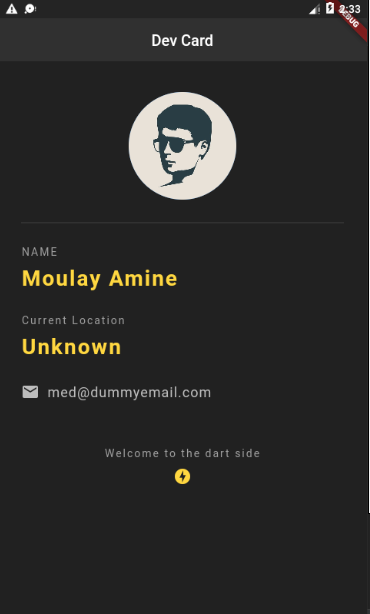 2:33
DEBUG
Dev Card
NAME
Moulay Amine
Current Location
Unknown
med@dummyemail.com
Welcome to the dart side